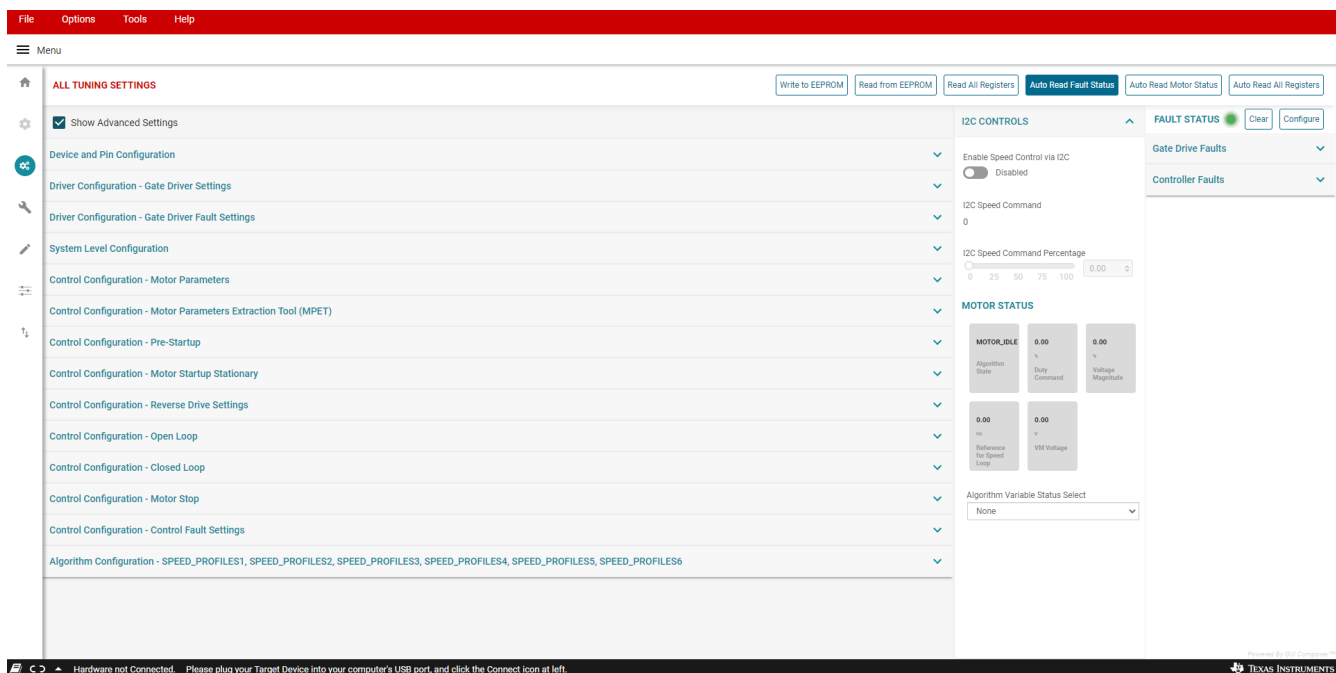 File Options Tools Help
Menu
ALL TUNING SETTINGS
Write to EEPROM
Read from EEPROM
Read All Registers
Auto Read Fault Status
Auto Read Motor Status
Auto Read All Registers
Show Advanced Settings
Device and Pin Configuration
Driver Configuration - Gate Driver Settings
Driver Configuration - Gate Driver Fault Settings
System Level Configuration
Control Configuration - Motor Parameters
Control Configuration - Motor Parameters Extraction Tool (MPET)
Control Configuration - Pre-Startup
Control Configuration - Motor Startup Stationary
Control Configuration - Reverse Drive Settings
Control Configuration - Open Loop
Control Configuration - Closed Loop
Control Configuration - Motor Stop
Control Configuration - Control Fault Settings
Algorithm Configuration - SPEED_PROFILES1, SPEED_PROFILES2, SPEED_PROFILES3, SPEED_PROFILES4, SPEED_PROFILES5, SPEED_PROFILES6
I2C CONTROLS
Enable Speed Control via I2C
Disabled
I2C Speed Command
0
I2C Speed Command Percentage
0 25 50 75 100
0.00
MOTOR STATUS
MOTOR_IDLE
Algorithm
State
0.00
%
Duty
Command
0.00
%
Voltage
Magnitude
0.00
Hz
Reference
for Speed
Loop
0.00
V
VM Voltage
Algorithm Variable Status Select
None
FAULT STATUS
Clear
Configure
Gate Drive Faults
Controller Faults
Powered By GUI Composer™
Hardware not Connected. Please plug your Target Device into your computer's USB port, and click the Connect icon at left.
TEXAS INSTRUMENTS